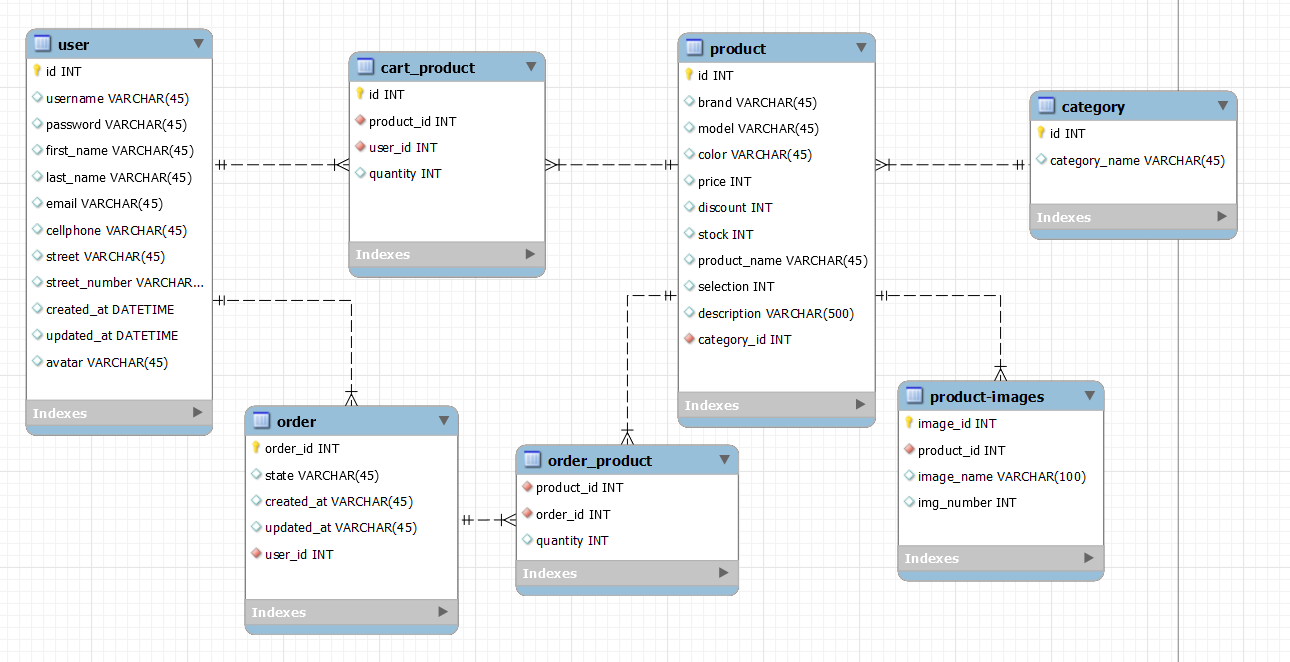 user
id INT
username VARCHAR(45)
password VARCHAR(45)
first_name VARCHAR(45)
last_name VARCHAR(45)
email VARCHAR(45)
cellphone VARCHAR(45)
street VARCHAR(45)
street_number VARCHAR...
created_at DATETIME
updated_at DATETIME
avatar VARCHAR(45)
Indexes
cart_product
id INT
product_id INT
user_id INT
quantity INT
Indexes
product
id INT
brand VARCHAR(45)
model VARCHAR(45)
color VARCHAR(45)
price INT
discount INT
stock INT
product_name VARCHAR(45)
selection INT
description VARCHAR(500)
category_id INT
Indexes
category
id INT
category_name VARCHAR(45)
Indexes
order
order_id INT
state VARCHAR(45)
created_at VARCHAR(45)
updated_at VARCHAR(45)
user_id INT
Indexes
order_product
product_id INT
order_id INT
quantity INT
Indexes
product-images
image_id INT
product_id INT
image_name VARCHAR(100)
img_number INT
Indexes